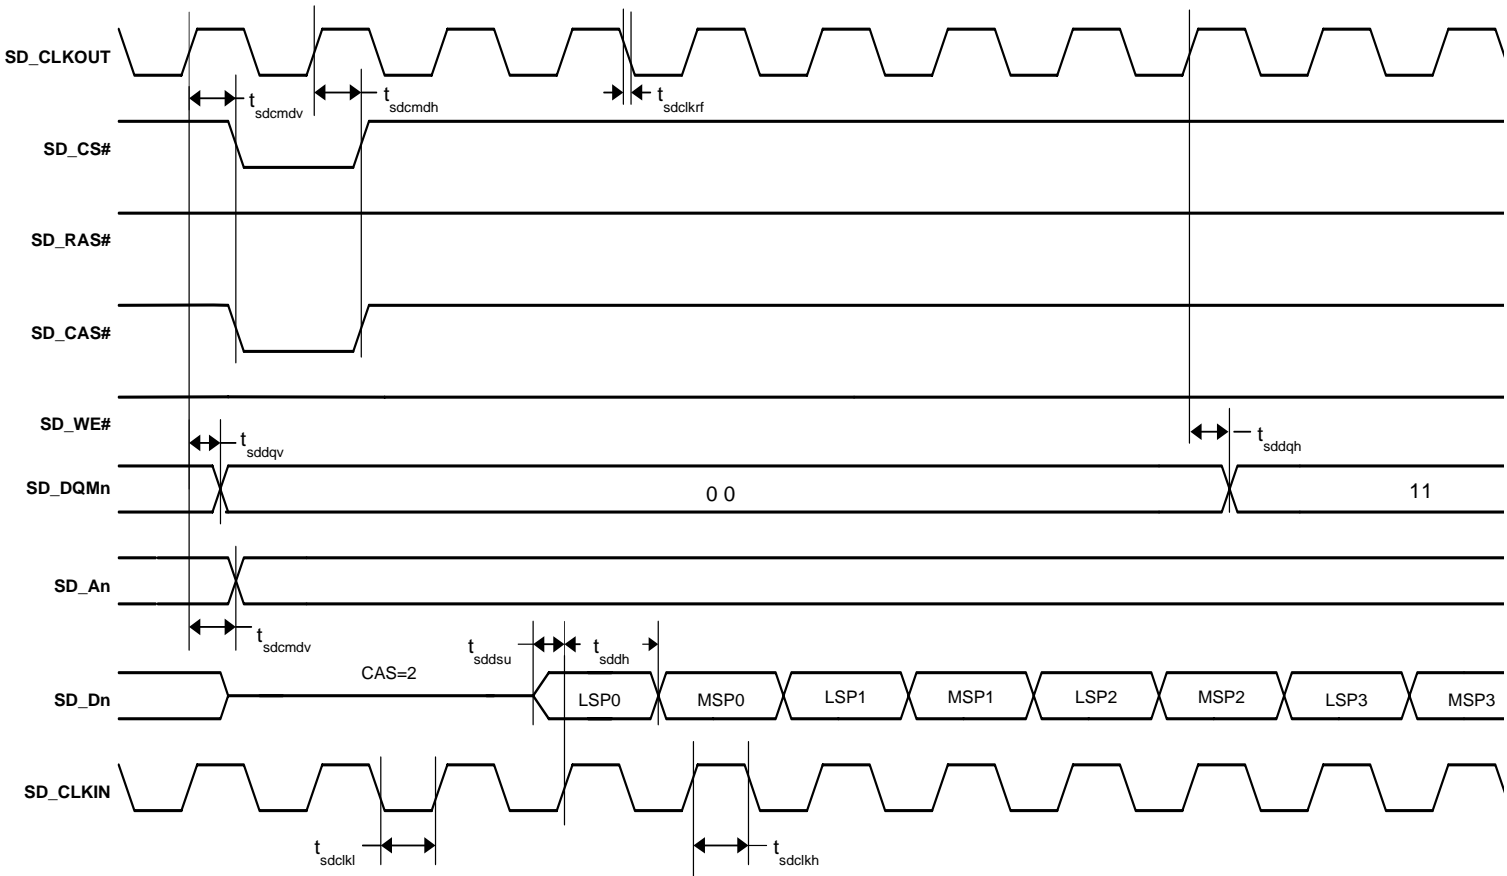 SD_CLKOUT
t sdcmdv
t sdcmdh
t sdclkrf
SD_CS#
SD_RAS#
SD_CAS#
SD_WE#
t sddqv
t sddqh
SD_DQMn
0 0
11
SD_An
t sdcmdv
t sddsu
t sddh
CAS=2
SD_Dn
LSP0
MSP0
LSP1
MSP1
LSP2
MSP2
LSP3
MSP3
SD_CLKIN
t sdclkl
t sdclkh